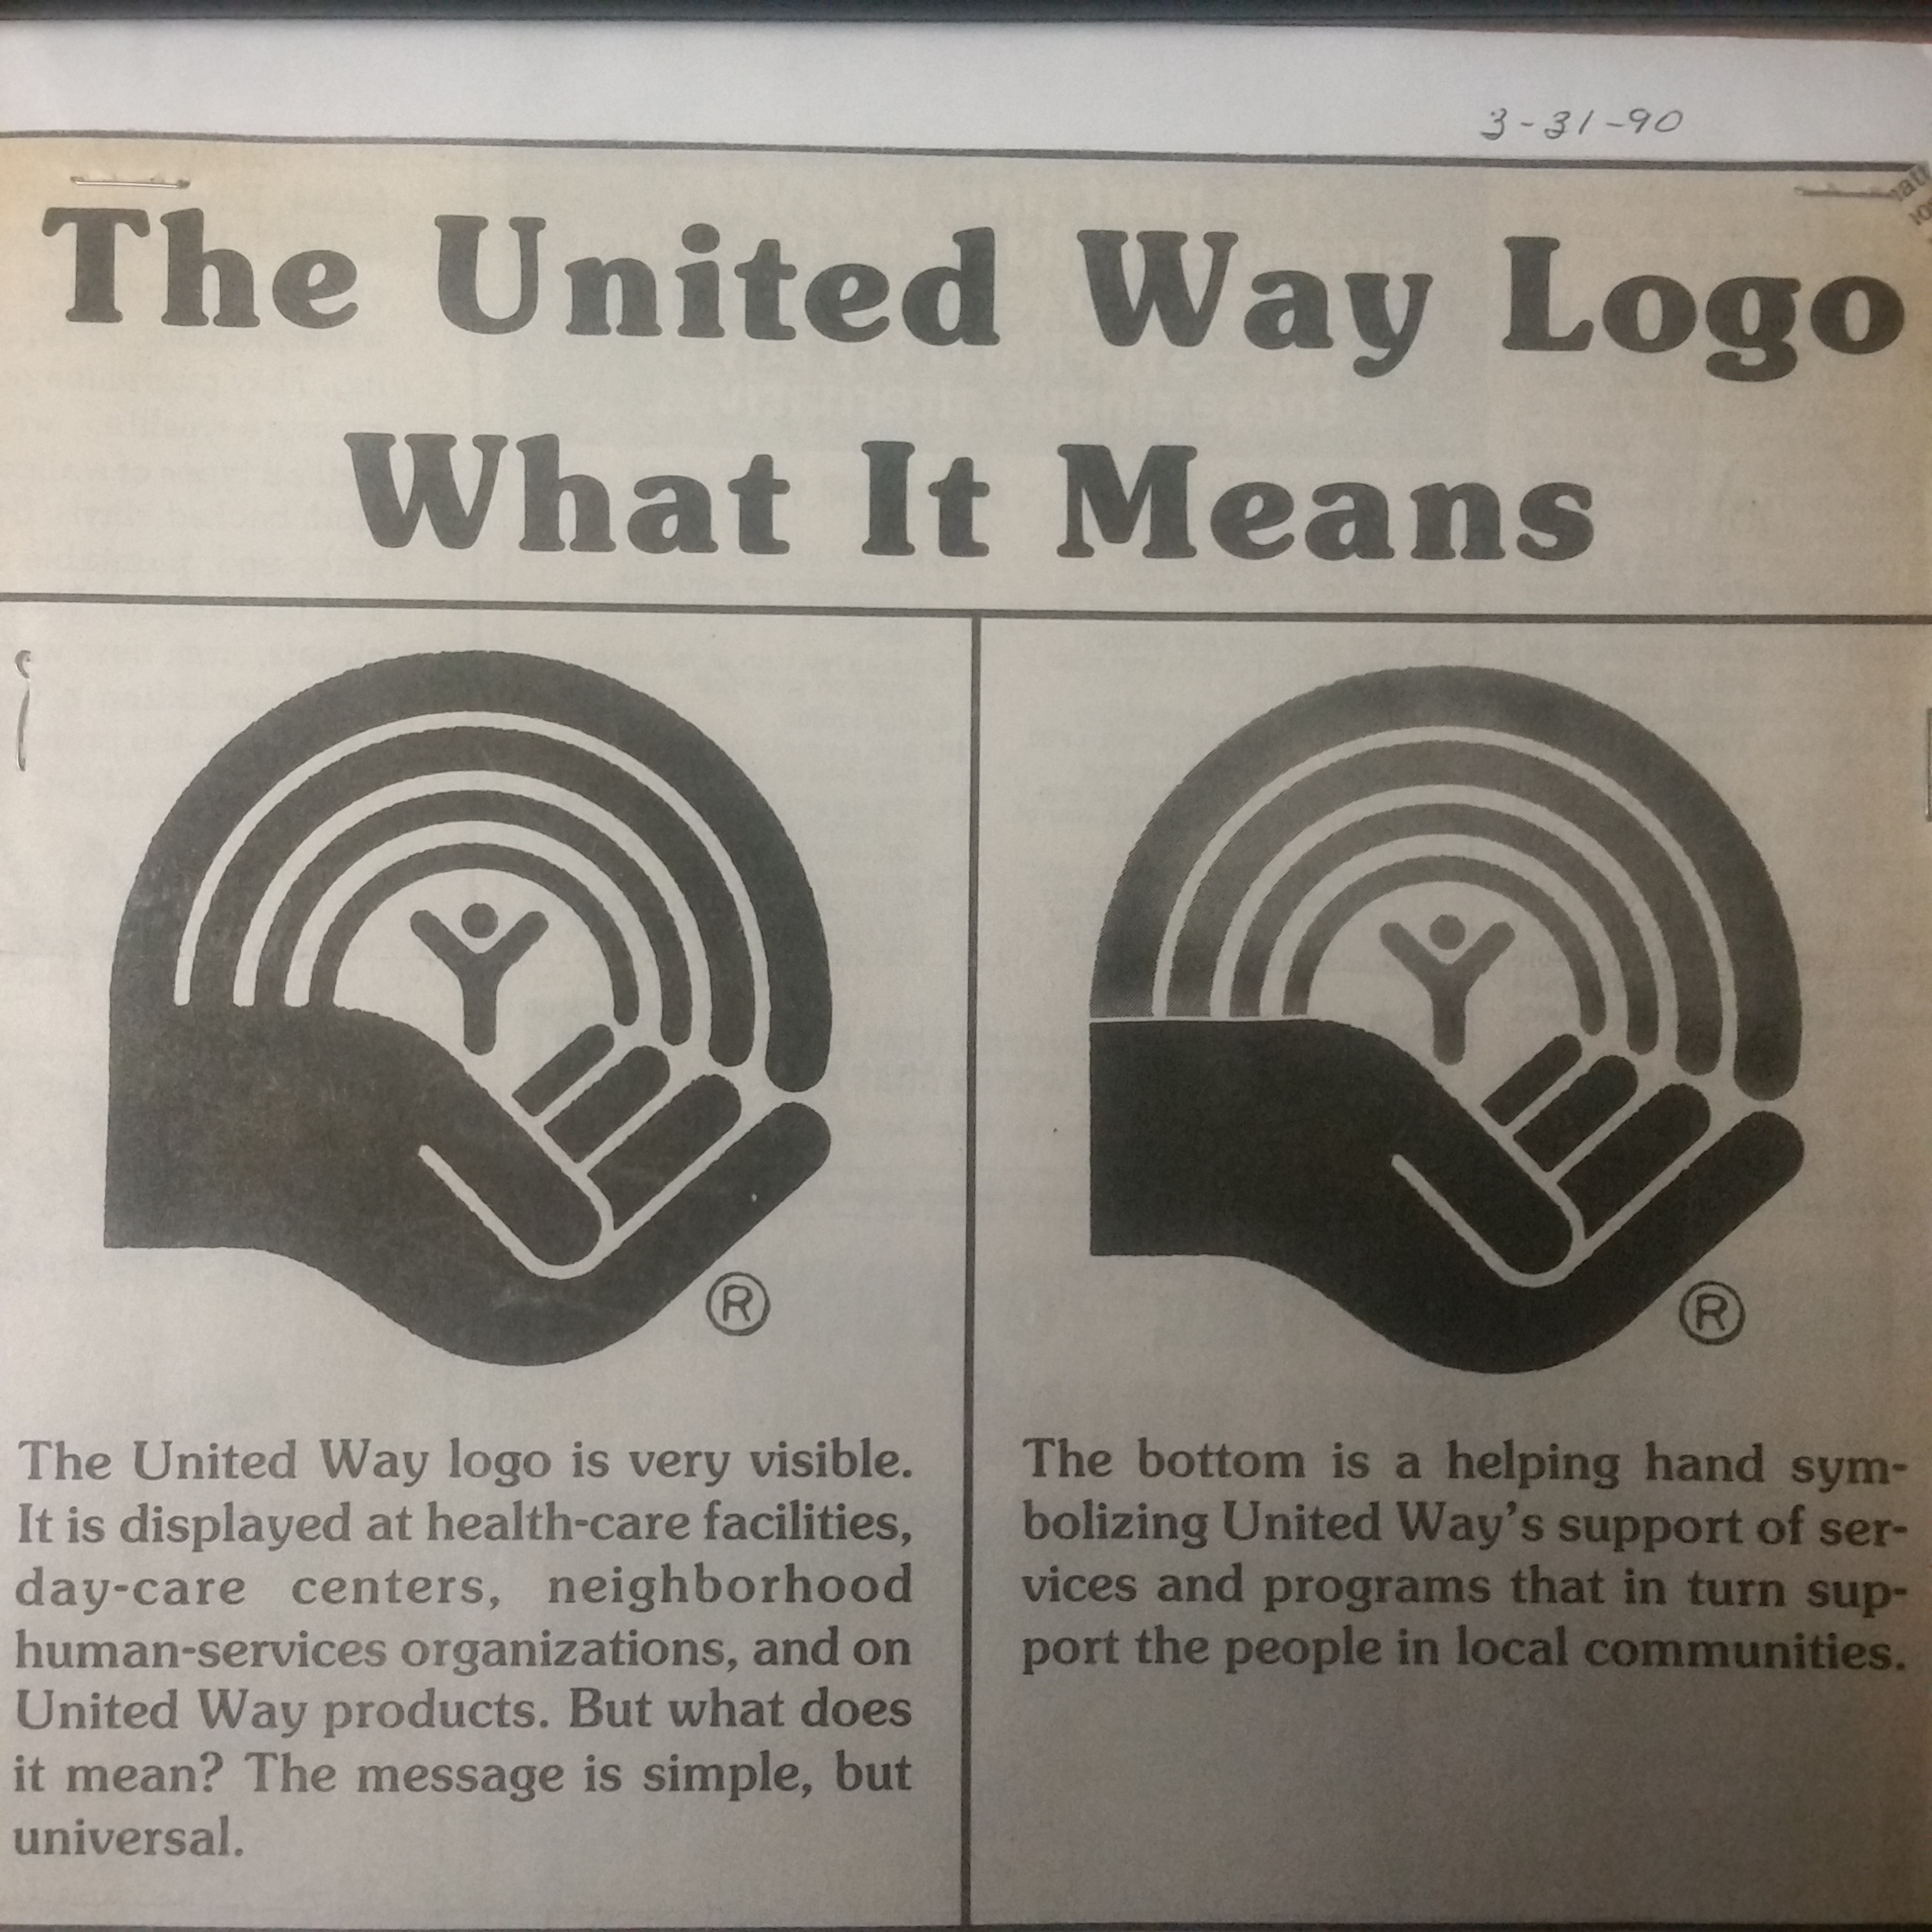 3-31-90
The United Way Logo
What It Means
®
The United Way logo is very visible.
It is displayed at health-care facilities,
day-care centers, neighborhood
human-services organizations, and on
United Way products. But what does
it mean? The message is simple, but
universal.
®
The bottom is a helping hand sym-
bolizing United Way's support of ser-
vices and programs that in turn sup-
port the people in local communities.